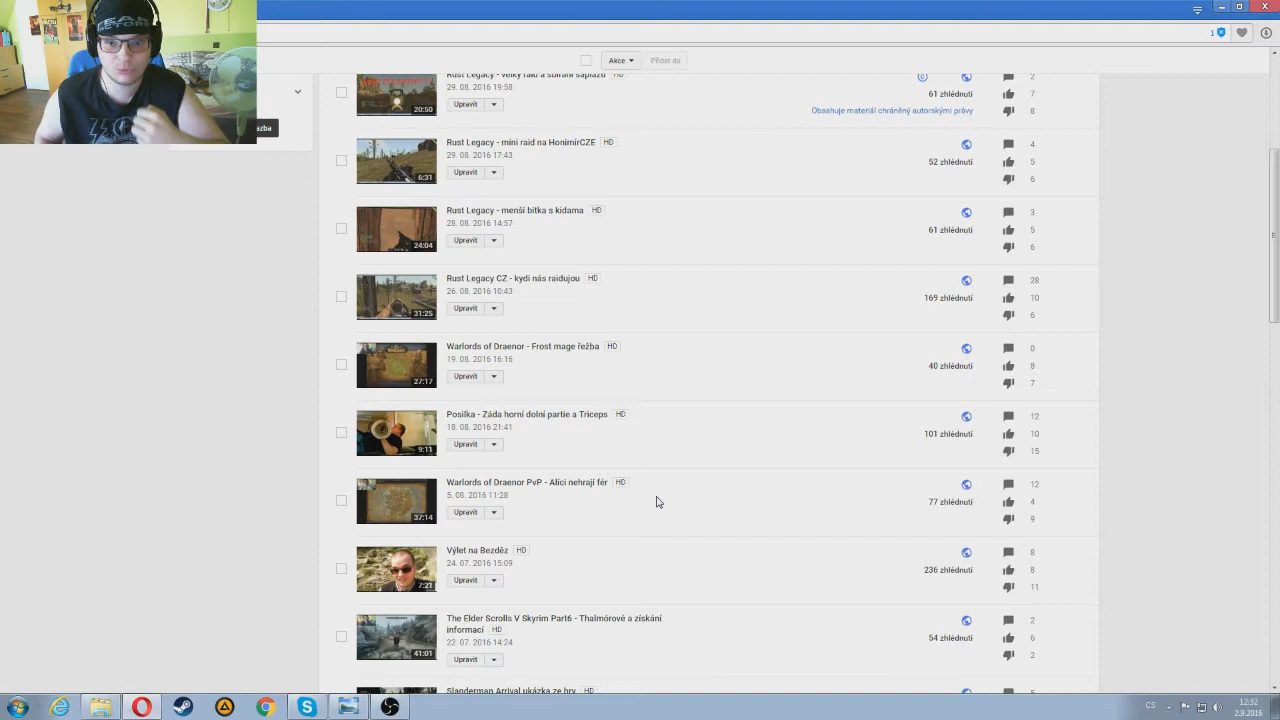 1
Akce
Přidat do
Rust Legacy - velký raid a sbírání saplážů HD
29. 08. 2016 19:58
Upravit
20:50
61 zhlédnutí
Obsahuje materiál chráněný autorskými právy
2
7
8
Rust Legacy - mini raid na HonimírCZE HD
29. 08. 2016 17:43
Upravit
6:31
52 zhlédnutí
4
5
6
Rust Legacy - menší bitka s kidama HD
28. 08. 2016 14:57
Upravit
24:04
61 zhlédnutí
3
5
6
Rust Legacy CZ - kydi nás raidujou HD
26. 08. 2016 10:43
Upravit
31:25
169 zhlédnutí
28
10
6
Warlords of Draenor - Frost mage řežba HD
19. 08. 2016 16:16
Upravit
27:17
40 zhlédnutí
0
8
7
Posilka - Záda horní dolní partie a Triceps HD
18. 08. 2016 21:41
Upravit
9:11
101 zhlédnutí
12
10
15
Warlords of Draenor PvP - Alíci nehrají fér HD
5. 08. 2016 11:28
Upravit
37:14
77 zhlédnutí
12
4
9
Výlet na Bezděz HD
24. 07. 2016 15:09
Upravit
7:21
236 zhlédnutí
8
8
11
The Elder Scrolls V Skyrim Part6 - Thalmórové a získání
informací HD
22. 07. 2016 14:24
Upravit
41:01
54 zhlédnutí
2
6
2
Slanderman Arrival ukázka ze hry HD
5
CS
12:32
2.9.2016